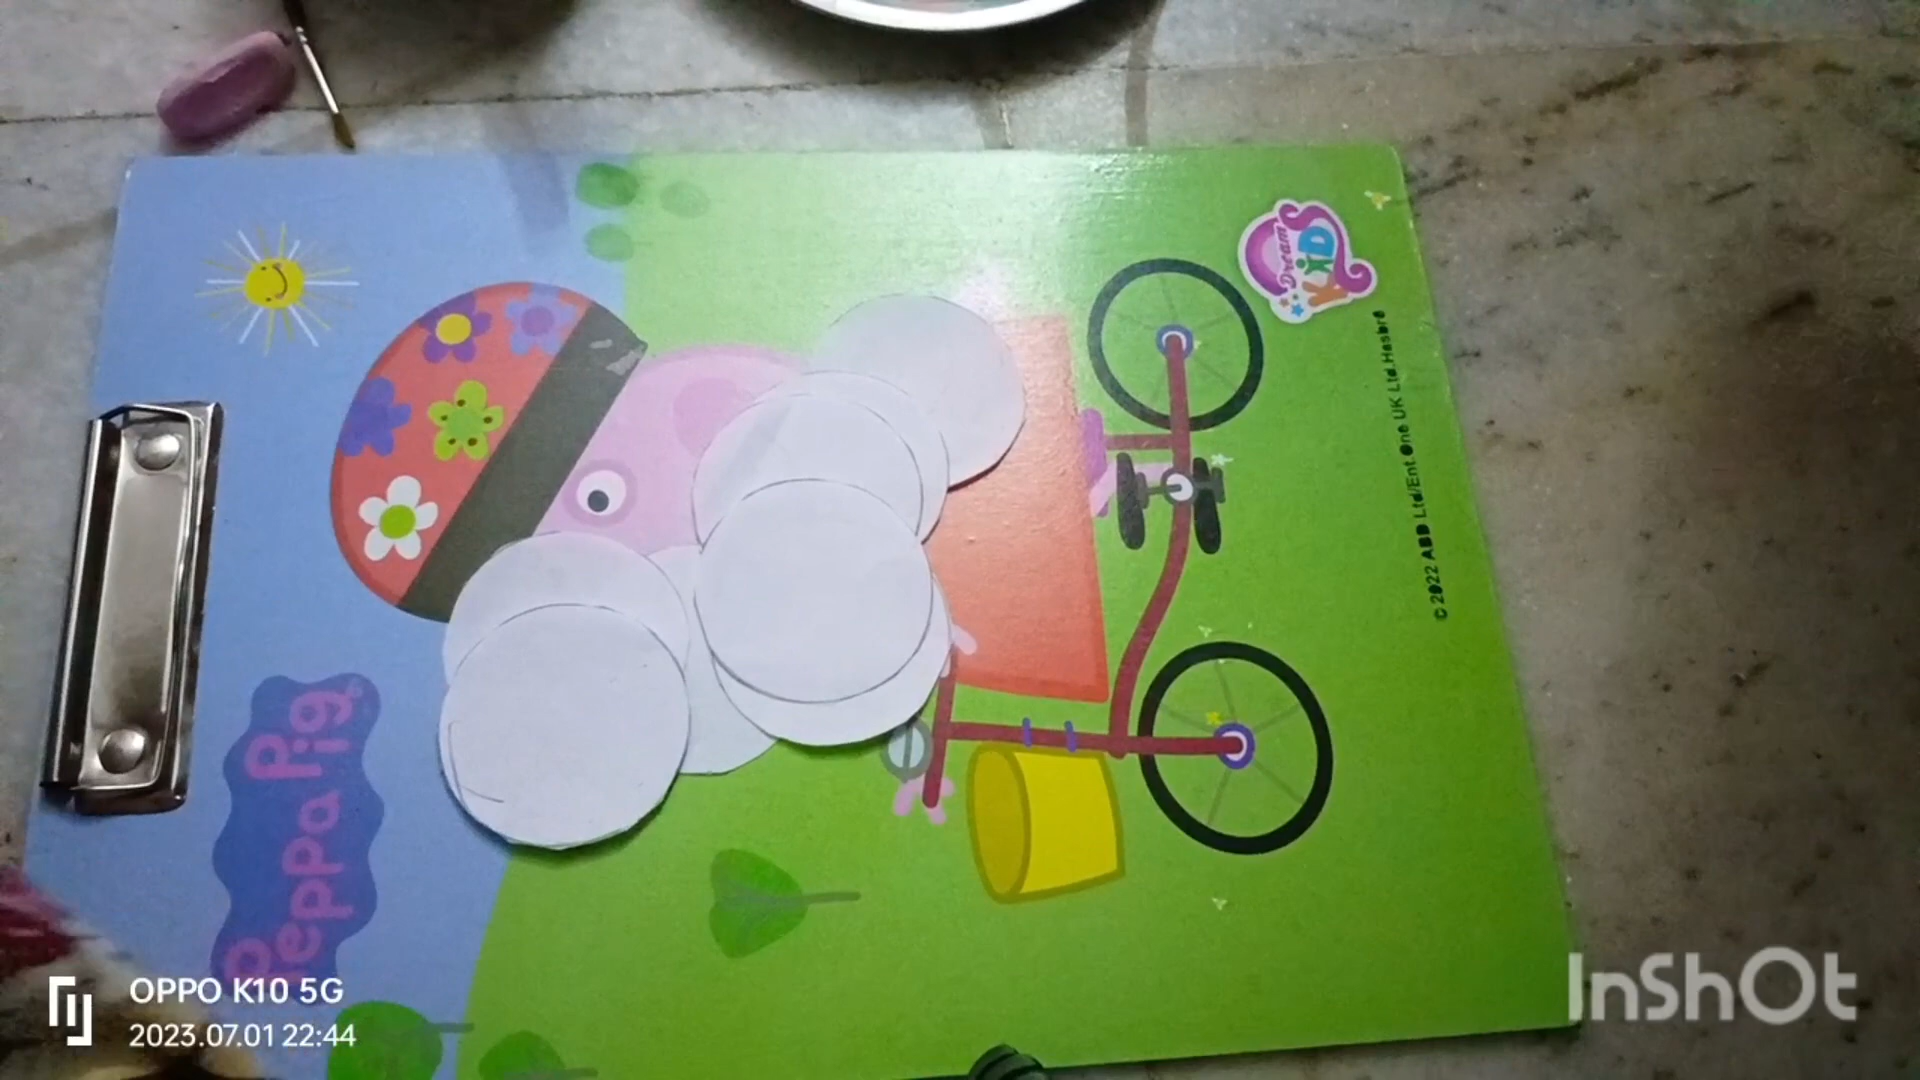 Dream
KiD
© 2022 ABD Ltd/Ent.One UK Ltd.Hasbro
Peppa Pig
OPPO K10 5G
2023.07.01 22:44
InShOt